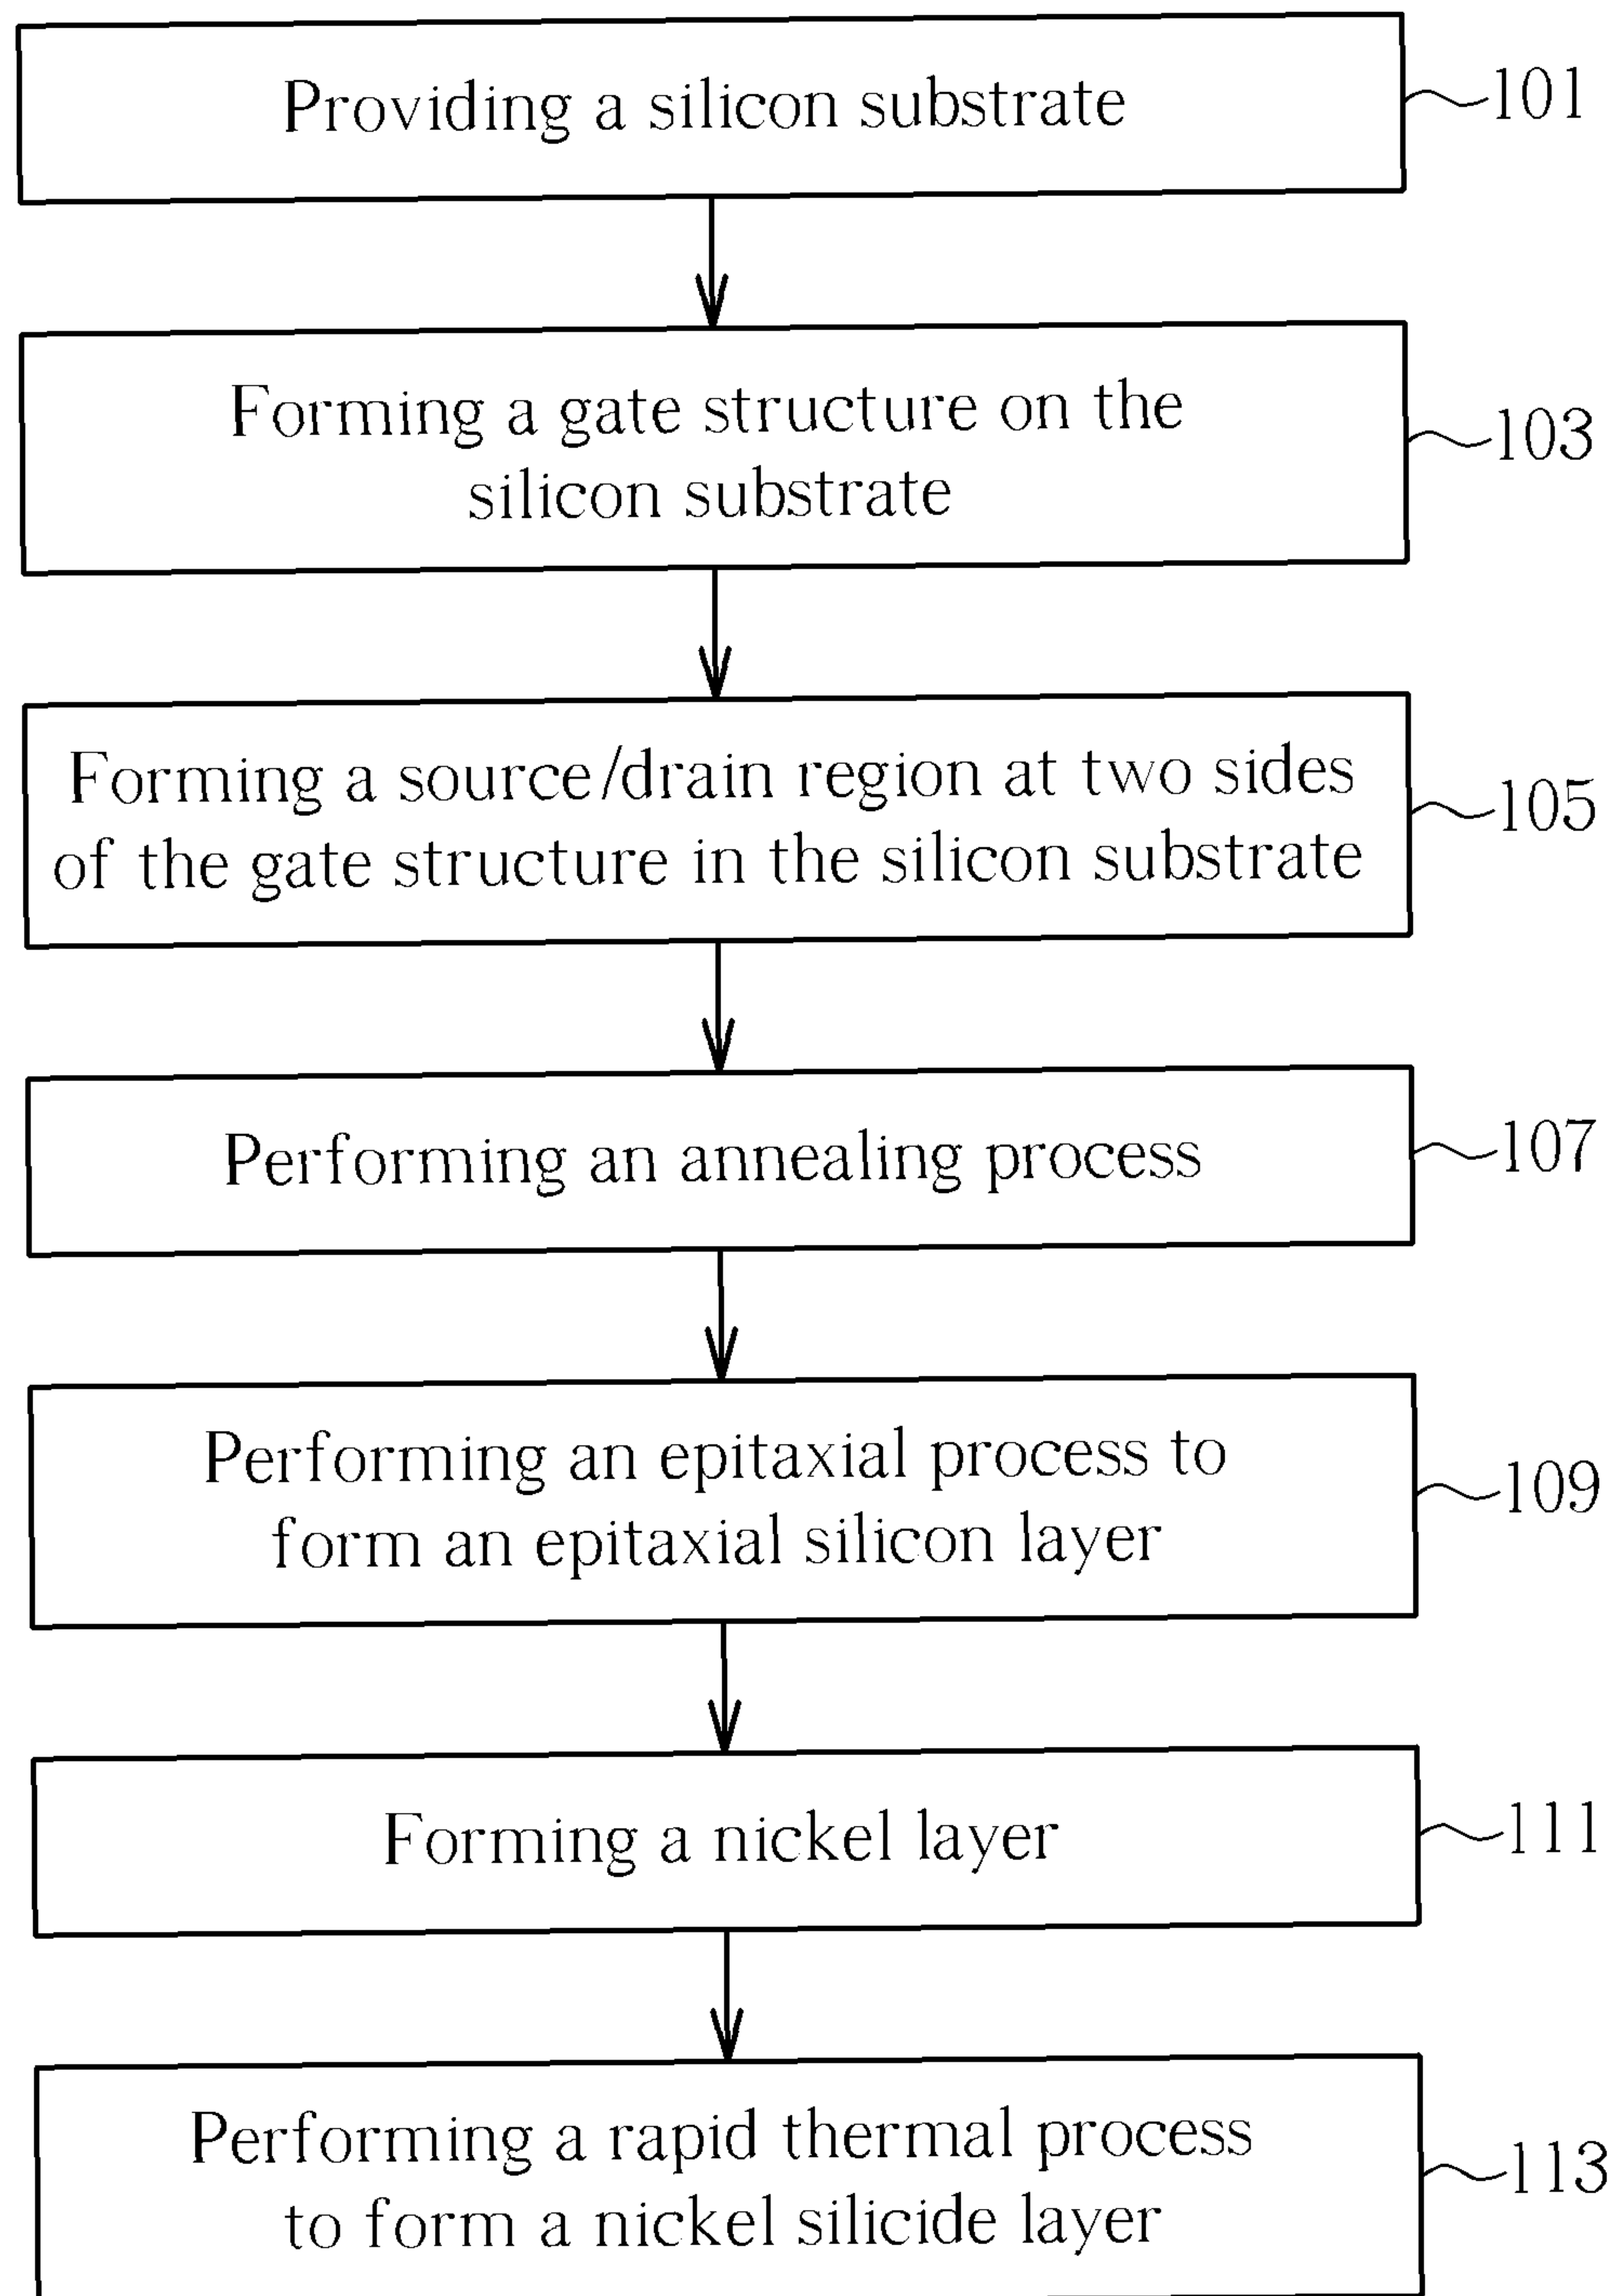 Providing a silicon substrate
101
Forming a gate structure on the
silicon substrate
103
Forming a source/drain region at two sides
of the gate structure in the silicon substrate
105
Performing an annealing process
107
Performing an epitaxial process to
form an epitaxial silicon layer
109
Forming a nickel layer
111
Performing a rapid thermal process
to form a nickel silicide layer
113